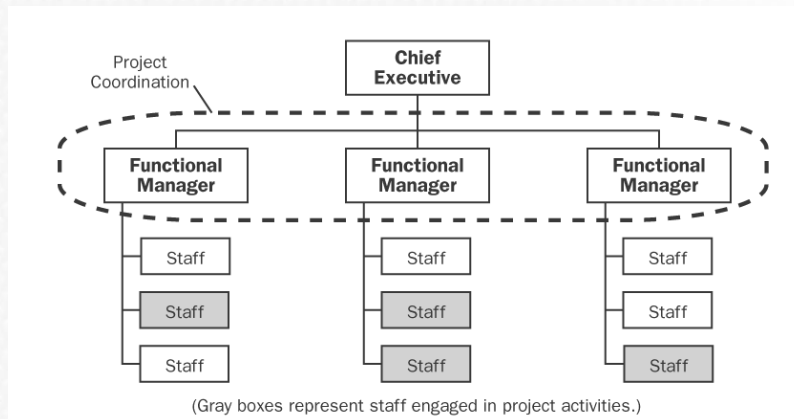 Project
Coordination
Chief
Executive
Functional
Manager
Functional
Manager
Functional
Manager
Staff
Staff
Staff
Staff
Staff
Staff
Staff
Staff
Staff
(Gray boxes represent staff engaged in project activities.)